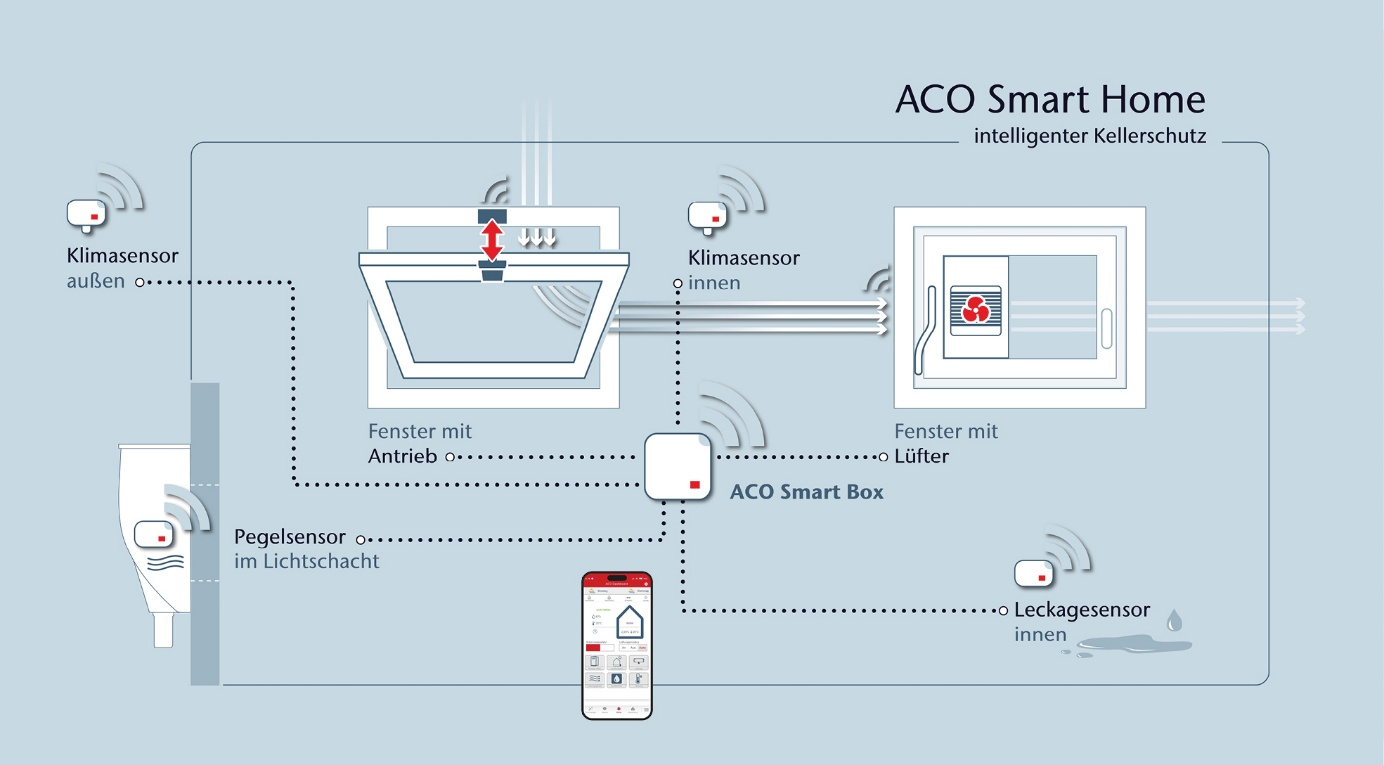 ACO Smart Home
intelligenter Kellerschutz
Klimasensor
außen
Klimasensor
innen
Fenster mit
Antrieb
Fenster mit
Lüfter
ACO Smart Box
Pegelsensor
im Lichtschacht
Leckagesensor
innen